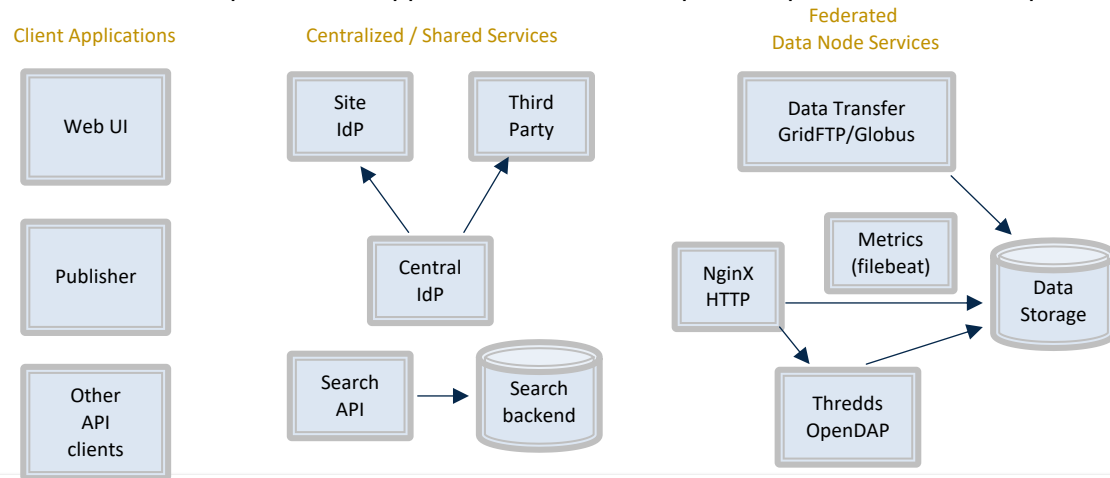 Client Applications
Centralized / Shared Services
Federated
Data Node Services
Web UI
Publisher
Other
API
clients
Site
IdP
Third
Party
Central
IdP
Search
API
Search
backend
Data Transfer
GridFTP/Globus
Metrics
(filebeat)
NginX
HTTP
Data
Storage
Thredds
OpenDAP